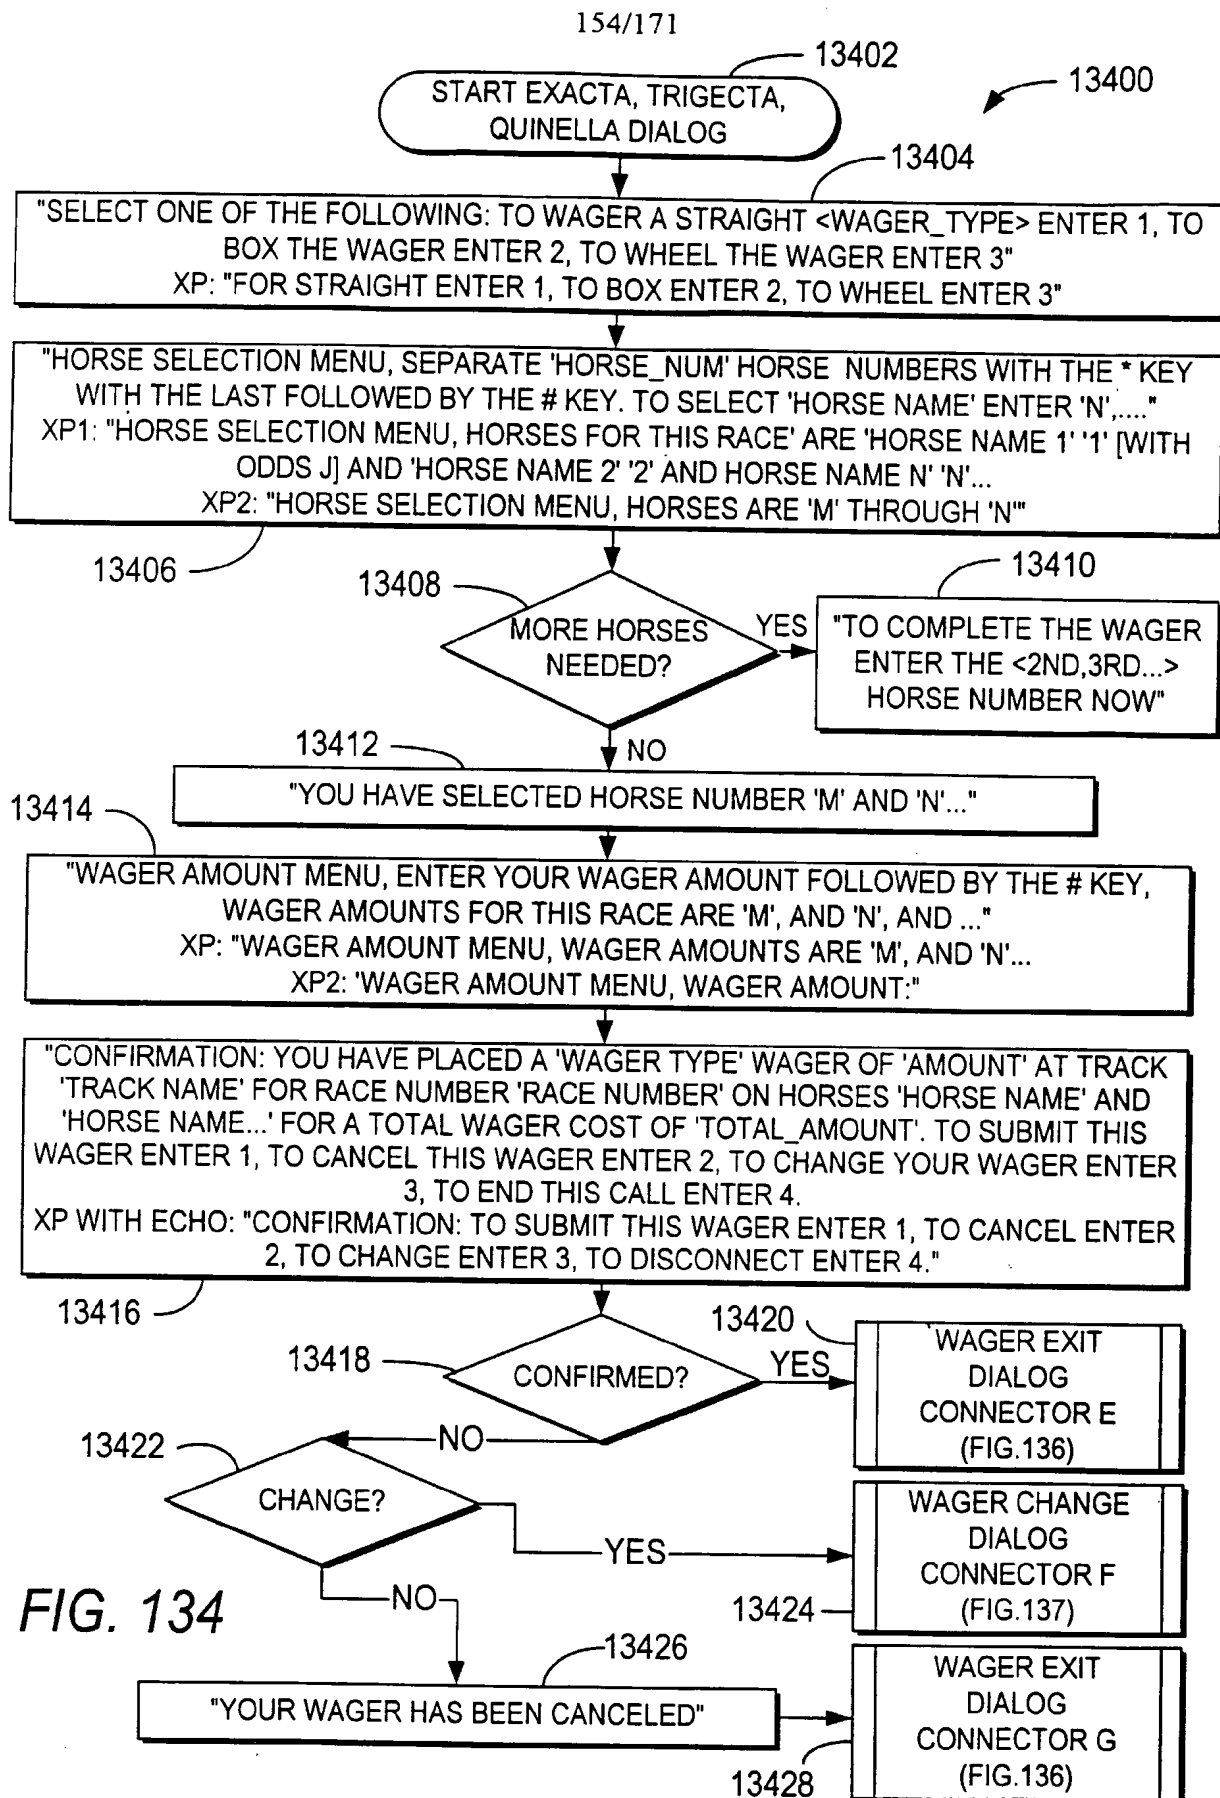 154/171
13402
START EXACTA, TRIGECTA,
QUINELLA DIALOG
13400
13404
"SELECT ONE OF THE FOLLOWING: TO WAGER A STRAIGHT <WAGER_TYPE> ENTER 1, TO
BOX THE WAGER ENTER 2, TO WHEEL THE WAGER ENTER 3"
XP: "FOR STRAIGHT ENTER 1, TO BOX ENTER 2, TO WHEEL ENTER 3"
"HORSE SELECTION MENU, SEPARATE 'HORSE_NUM' HORSE NUMBERS WITH THE * KEY
WITH THE LAST FOLLOWED BY THE # KEY. TO SELECT 'HORSE NAME' ENTER 'N',...."
XP1: "HORSE SELECTION MENU, HORSES FOR THIS RACE' ARE 'HORSE NAME 1' '1' [WITH
ODDS J] AND 'HORSE NAME 2' '2' AND HORSE NAME N' 'N'...
XP2: "HORSE SELECTION MENU, HORSES ARE 'M' THROUGH 'N'"
13406
13408
MORE HORSES
NEEDED?
YES
13410
"TO COMPLETE THE WAGER
ENTER THE <2ND,3RD...>
HORSE NUMBER NOW"
NO
13412
"YOU HAVE SELECTED HORSE NUMBER 'M' AND 'N'..."
13414
"WAGER AMOUNT MENU, ENTER YOUR WAGER AMOUNT FOLLOWED BY THE # KEY,
WAGER AMOUNTS FOR THIS RACE ARE 'M', AND 'N', AND ..."
XP: "WAGER AMOUNT MENU, WAGER AMOUNTS ARE 'M', AND 'N'...
XP2: 'WAGER AMOUNT MENU, WAGER AMOUNT:"
"CONFIRMATION: YOU HAVE PLACED A 'WAGER TYPE' WAGER OF 'AMOUNT' AT TRACK
'TRACK NAME' FOR RACE NUMBER 'RACE NUMBER' ON HORSES 'HORSE NAME' AND
'HORSE NAME...' FOR A TOTAL WAGER COST OF 'TOTAL_AMOUNT'. TO SUBMIT THIS
WAGER ENTER 1, TO CANCEL THIS WAGER ENTER 2, TO CHANGE YOUR WAGER ENTER
3, TO END THIS CALL ENTER 4.
XP WITH ECHO: "CONFIRMATION: TO SUBMIT THIS WAGER ENTER 1, TO CANCEL ENTER
2, TO CHANGE ENTER 3, TO DISCONNECT ENTER 4."
13416
13418
CONFIRMED?
YES
13420
WAGER EXIT
DIALOG
CONNECTOR E
(FIG.136)
NO
13422
CHANGE?
YES
WAGER CHANGE
DIALOG
CONNECTOR F
(FIG.137)
13424
NO
FIG. 134
13426
"YOUR WAGER HAS BEEN CANCELED"
WAGER EXIT
DIALOG
CONNECTOR G
(FIG.136)
13428